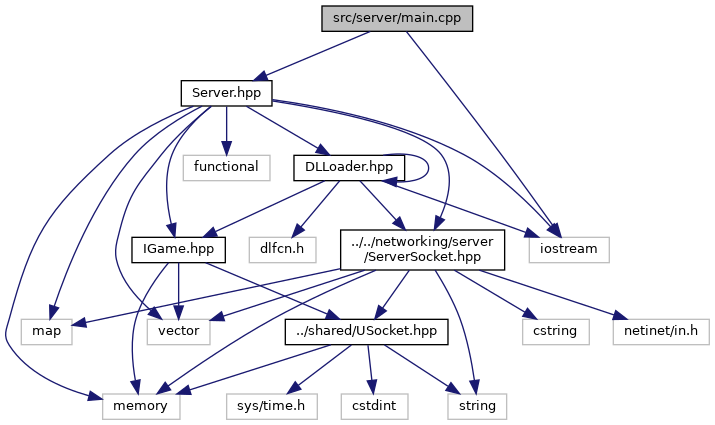 src/server/main.cpp
Server.hpp
functional
DLLoader.hpp
IGame.hpp
dlfcn.h
../../networking/server
/ServerSocket.hpp
iostream
map
vector
../shared/USocket.hpp
cstring
netinet/in.h
memory
sys/time.h
cstdint
string